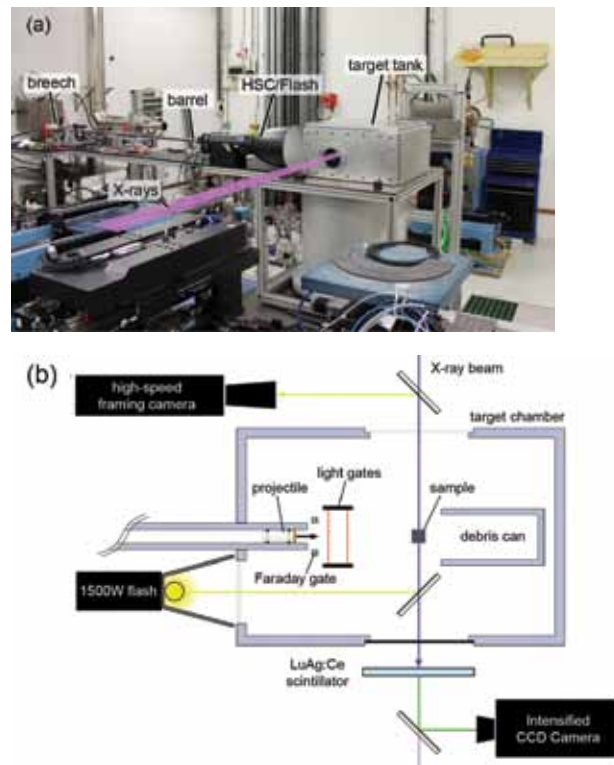 (a)
target tank
HSC/Flash
breech
barrel
X-rays
(b)
X-ray beam
high-speed
framing camera
target chamber
light gates
projectile
sample
debris can
1500W flash
Faraday gate
LuAg:Ce
scintillator
Intensified
CCD Camera